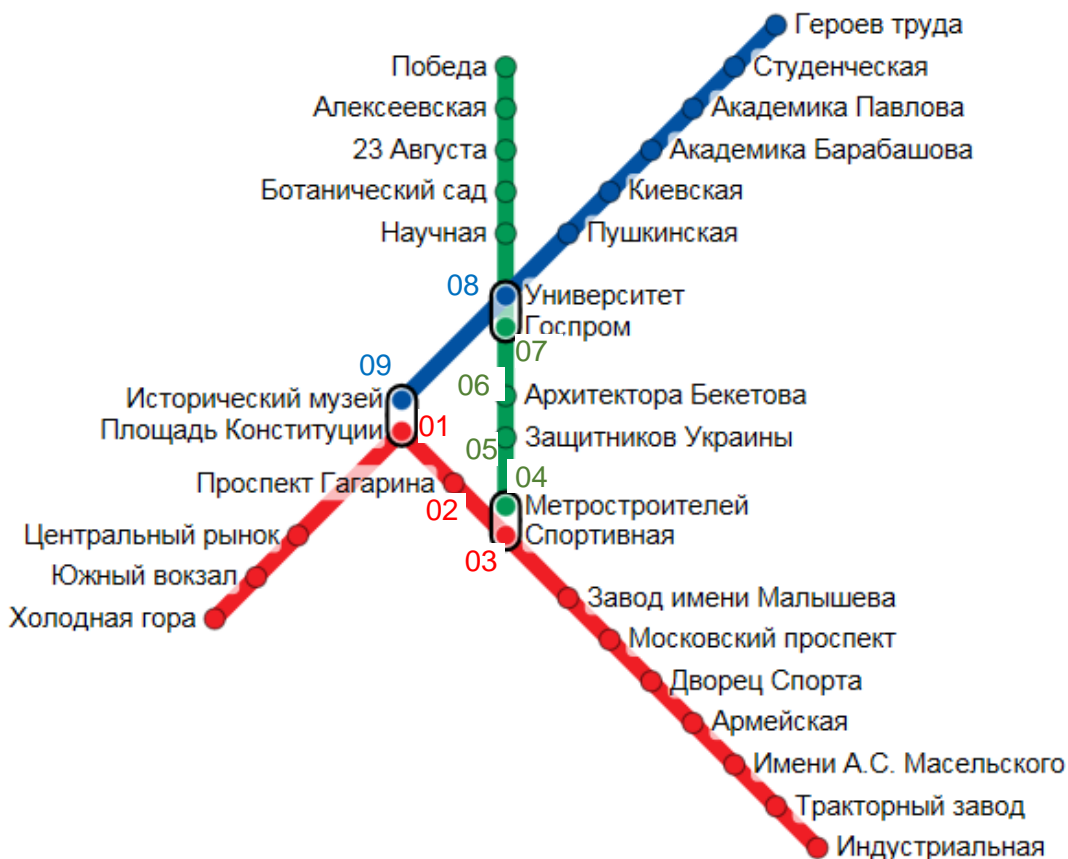 Героев труда
Победа
Студенческая
Алексеевская
Академика Павлова
23 Августа
Академика Барабашова
Ботанический сад
Киевская
Научная
Пушкинская
08
Университет
Госпром
07
09
06
Исторический музей
Архитектора Бекетова
01
Площадь Конституции
05
Защитников Украины
04
Проспект Гагарина
02
Метростроителей
Центральный рынок
03
Спортивная
Южный вокзал
Завод имени Малышева
Холодная гора
Московский проспект
Дворец Спорта
Армейская
Имени А.С. Масельского
Тракторный завод
Индустриальная